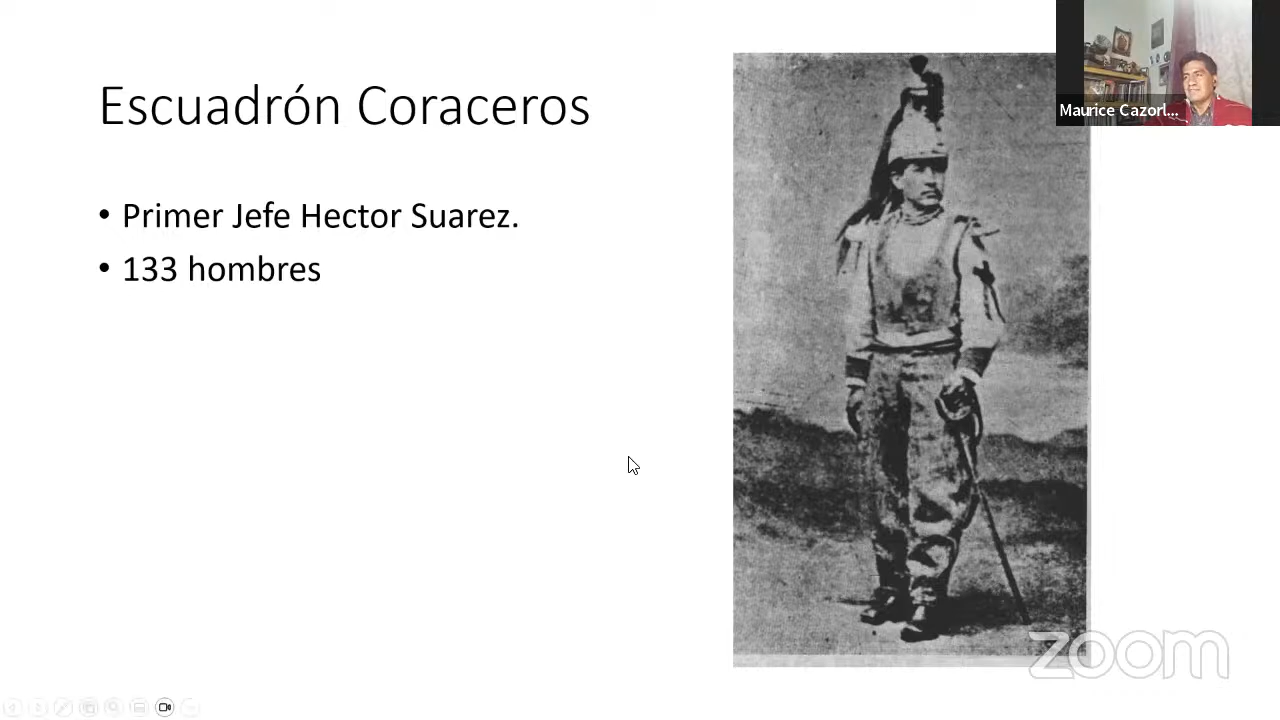 Escuadrón Coraceros
• Primer Jefe Hector Suarez.
• 133 hombres
Maurice Cazorl...
zoom